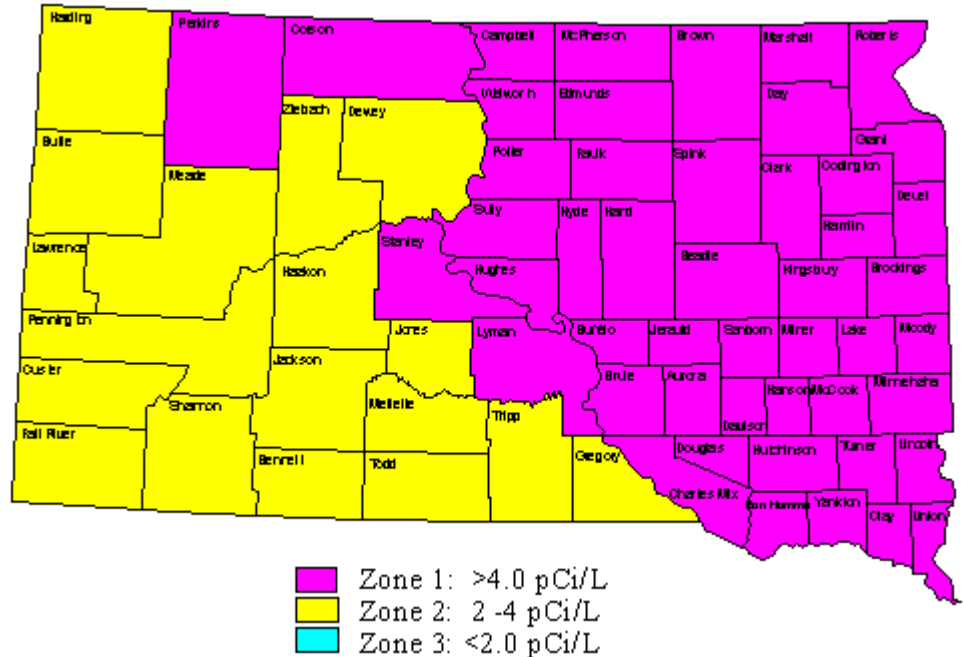 Harding
Perkins
Corson
Campbell
McPherson
Brown
Marshall
Roberts
Walworth
Edmunds
Day
Ziebach
Dewey
Grant
Butte
Potter
Faulk
Spink
Clark
Codington
Meade
Deuel
Sully
Hyde
Hand
Hamlin
Lawrence
Stanley
Haakon
Hughes
Beadle
Kingsbury
Brookings
Pennington
Jones
Lyman
Buffalo
Jerauld
Sanborn
Miner
Lake
Moody
Custer
Jackson
Brule
Aurora
Hanson
McCook
Minnehaha
Shannon
Mellette
Tripp
Davison
Fall River
Bennett
Todd
Gregory
Douglas
Hutchinson
Turner
Lincoln
Charles Mix
Bon Homme
Yankton
Clay
Union
Zone 1: >4.0 pCi/L
Zone 2: 2 -4 pCi/L
Zone 3: <2.0 pCi/L